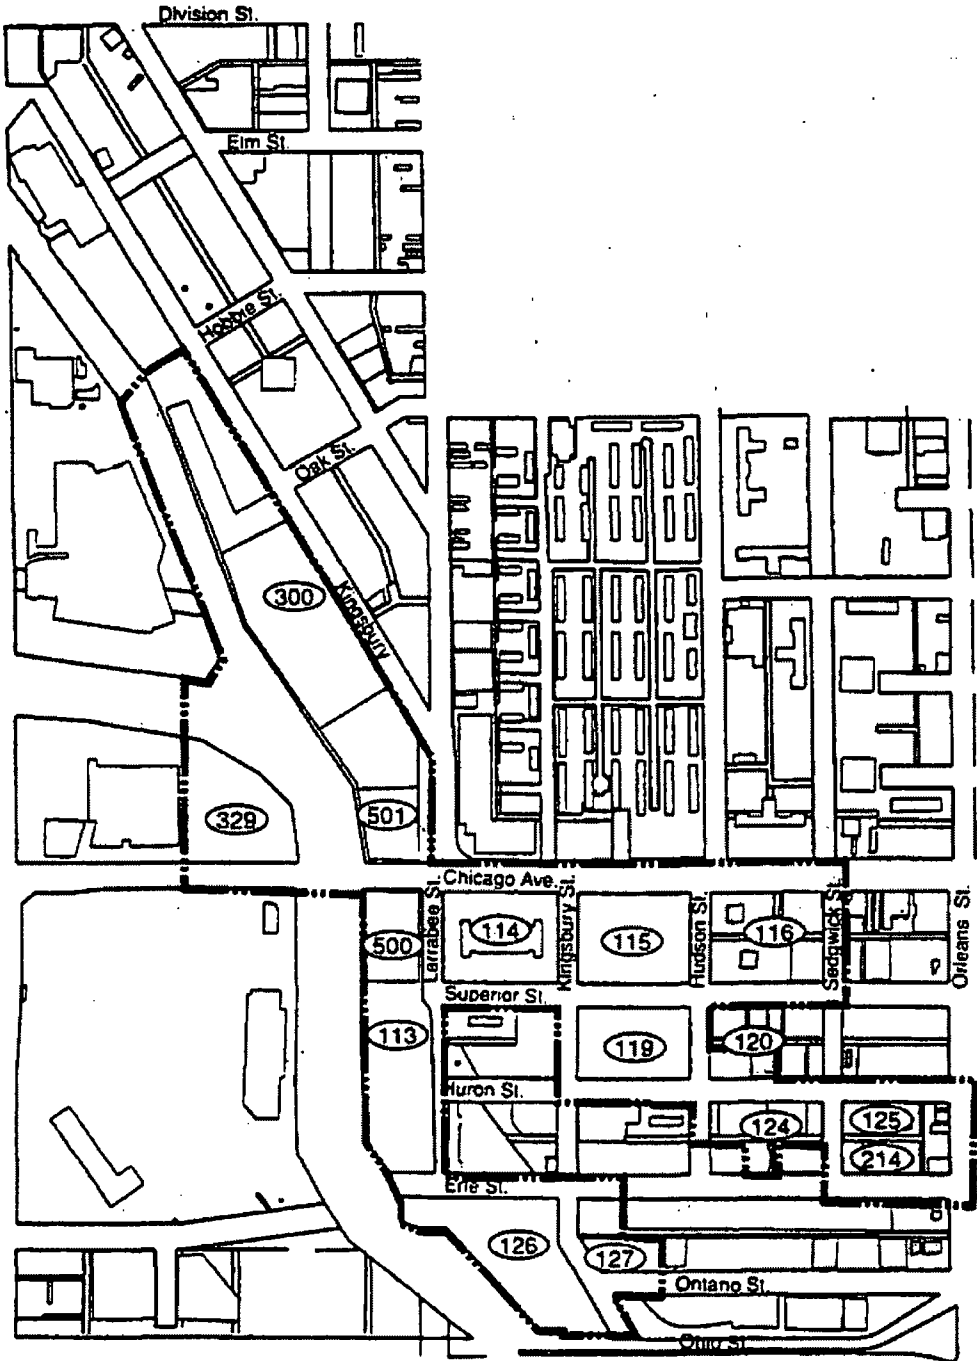 Division St.
Elm St.
Hobbie St.
Oak St.
300
Kingsbury
329
501
Chicago Ave.
500
Larrabee St.
114
Kingsbury St.
115
Hudson St.
116
Sedgwick St.
Orleans St.
Superior St.
113
119
120
Huron St.
124
125
214
Erie St.
126
127
Ontario St.
Ohio St.